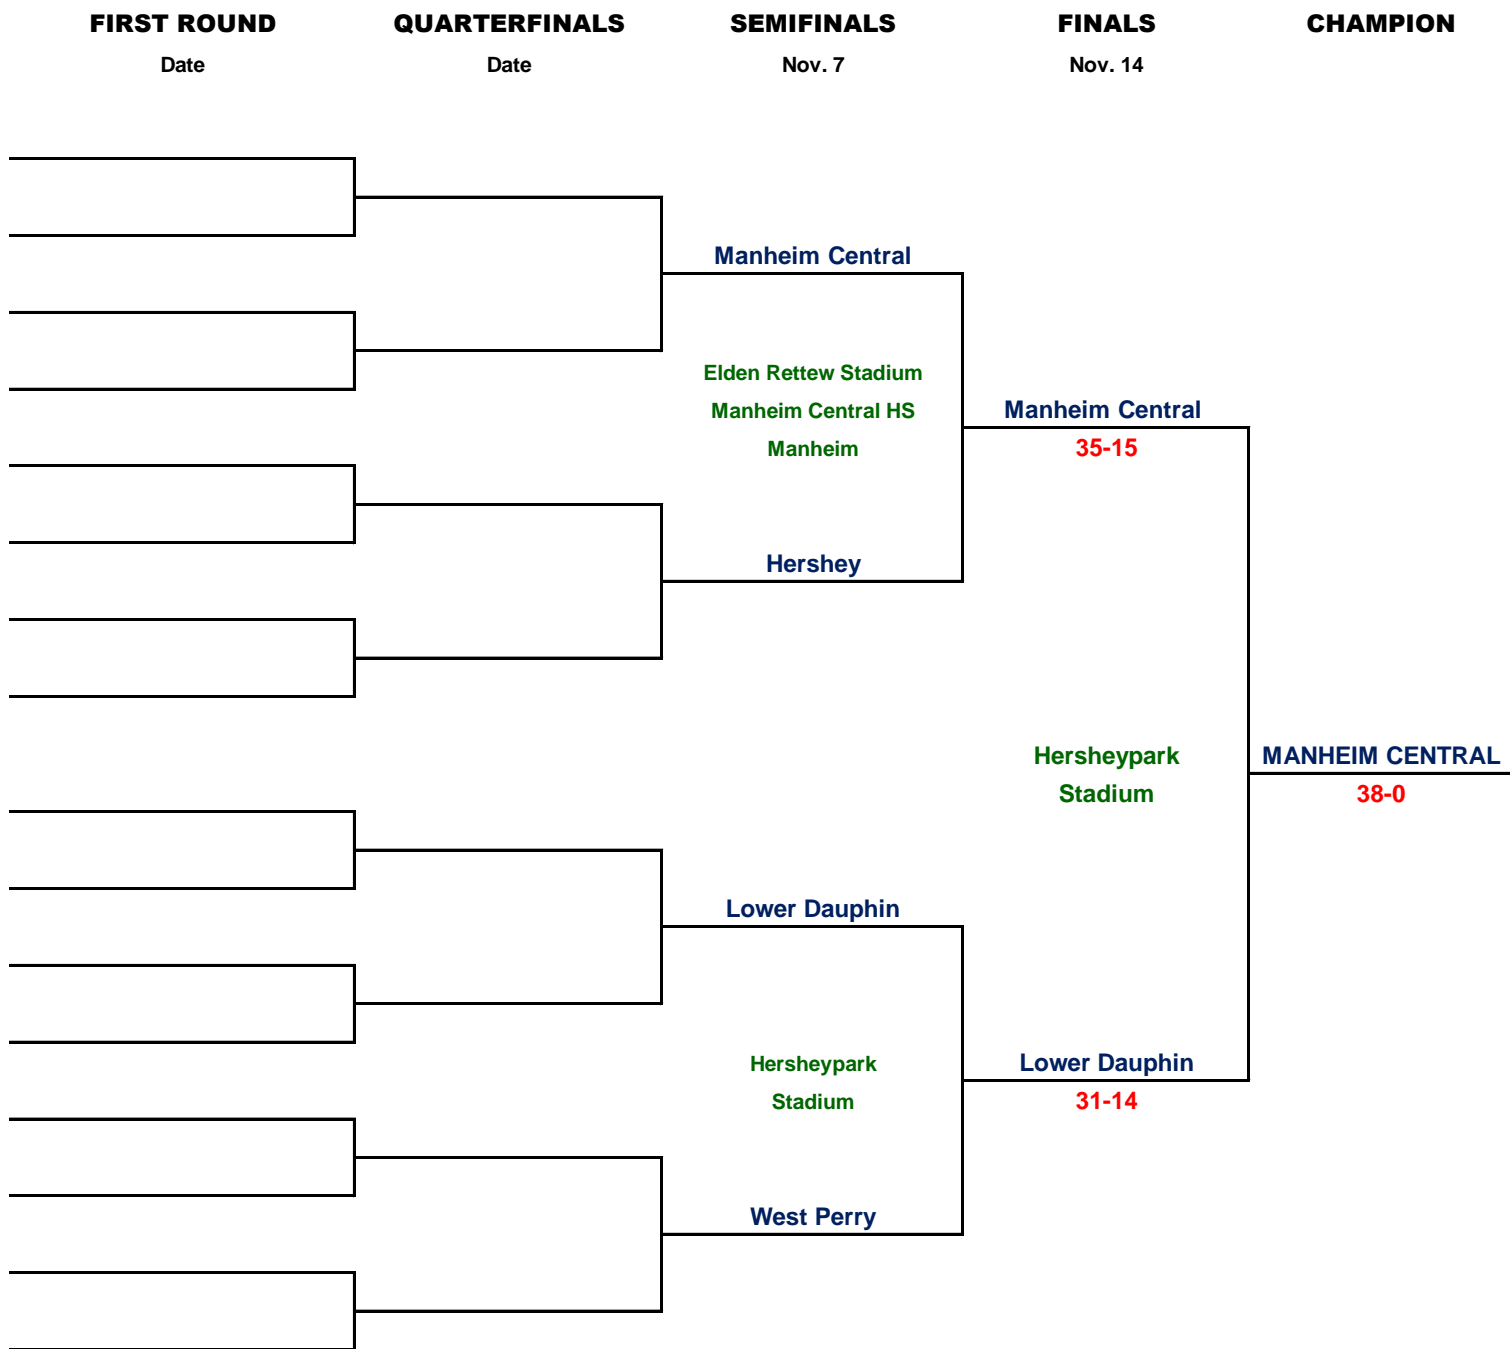 FIRST ROUND
QUARTERFINALS
SEMIFINALS
FINALS
CHAMPION
Date
Date
Nov. 7
Nov. 14
Manheim Central
Elden Rettew Stadium
Manheim Central HS
Manheim
Manheim Central
35-15
Hershey
Hersheypark
Stadium
MANHEIM CENTRAL
38-0
Lower Dauphin
Hersheypark
Stadium
Lower Dauphin
31-14
West Perry